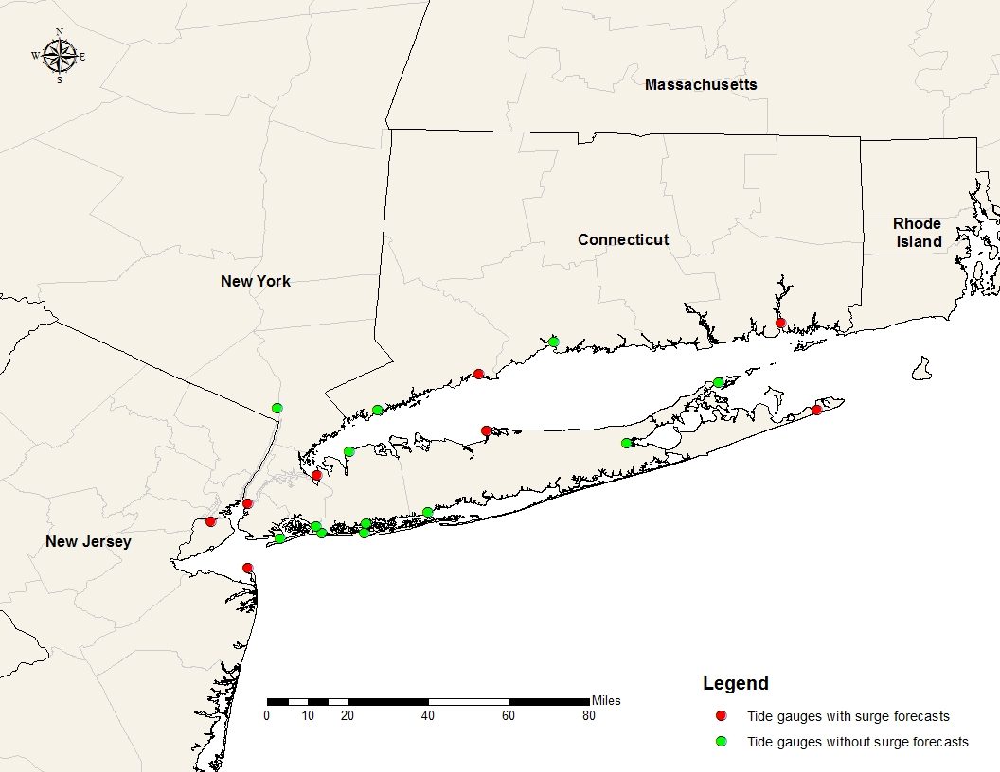 N
W E
S
Massachusetts
Connecticut
Rhode
Island
New York
New Jersey
Miles
0 10 20 40 60 80
Legend
Tide gauges with surge forecasts
Tide gauges without surge forecasts